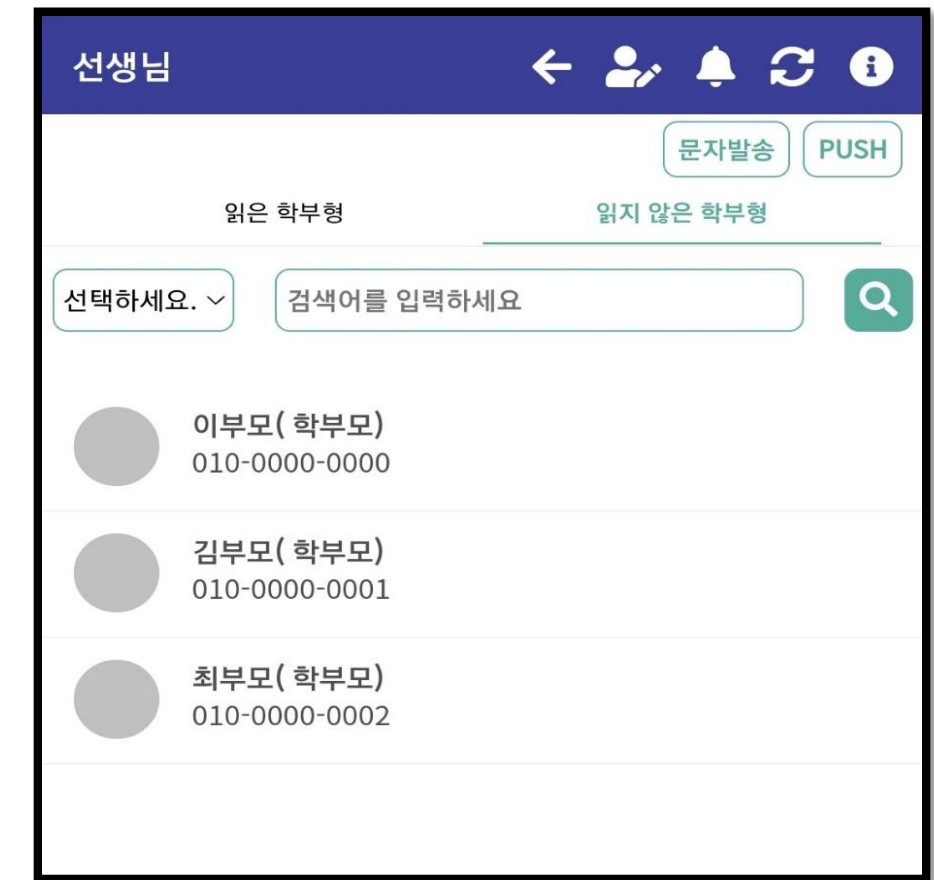 선생님
문자발송 PUSH
읽은 학부형 읽지 않은 학부형
선택하세요. 검색어를 입력하세요
이부모( 학부모)
010-0000-0000
김부모( 학부모)
010-0000-0001
최부모( 학부모)
010-0000-0002